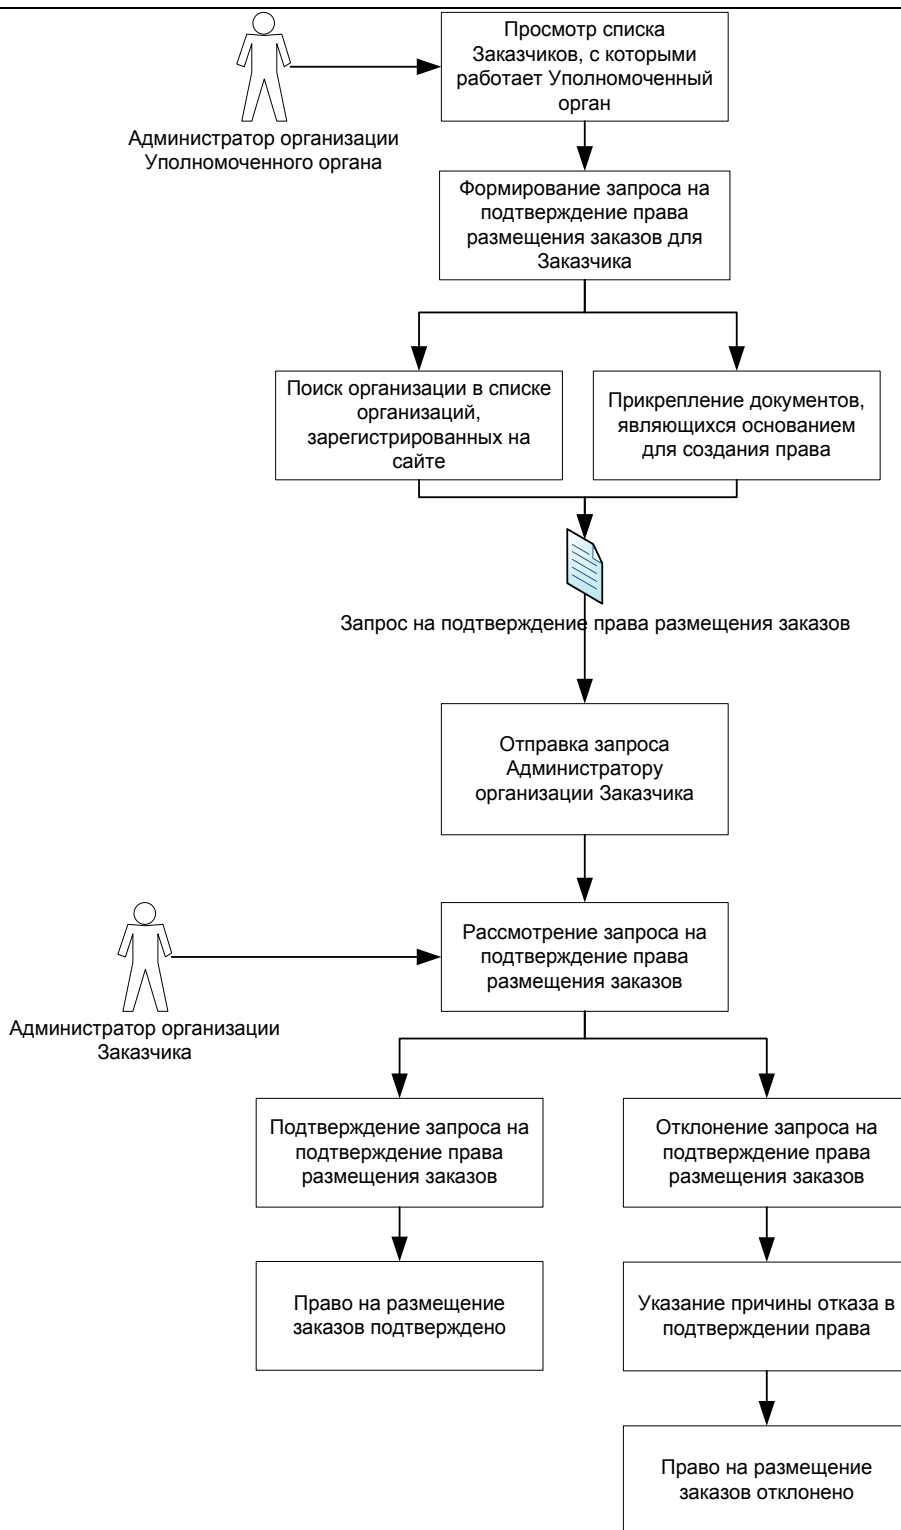 Просмотр списка
Заказчиков, с которыми
работает Уполномоченный
орган
Администратор организации
Уполномоченного органа
Формирование запроса на
подтверждение права
размещения заказов для
Заказчика
Поиск организации в списке
организаций,
зарегистрированных на
сайте
Прикрепление документов,
являющихся основанием
для создания права
Запрос на подтверждение права размещения заказов
Отправка запроса
Администратору
организации Заказчика
Рассмотрение запроса на
подтверждение права
размещения заказов
Администратор организации
Заказчика
Подтверждение запроса на
подтверждение права
размещения заказов
Отклонение запроса на
подтверждение права
размещения заказов
Право на размещение
заказов подтверждено
Указание причины отказа в
подтверждении права
Право на размещение
заказов отклонено